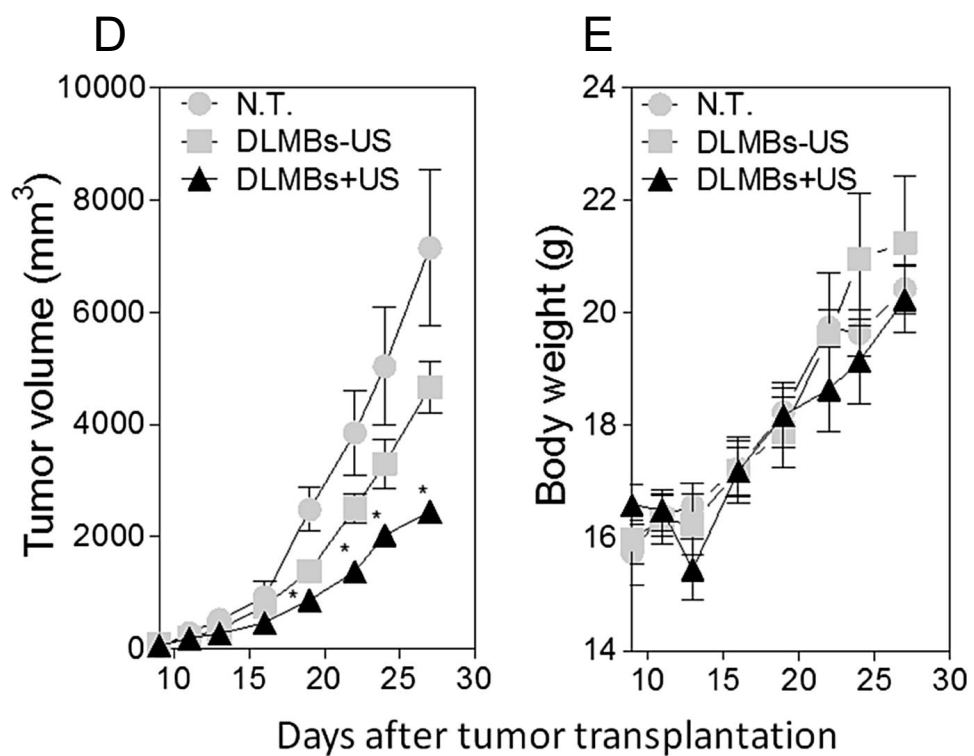 D
Tumor volume (mm³)
10000
8000
6000
4000
2000
0
N.T.
DLMBs-US
DLMBs+US
*
*
*
*
10 15 20 25 30
E
Body weight (g)
24
22
20
18
16
14
N.T.
DLMBs-US
DLMBs+US
10 15 20 25 30
Days after tumor transplantation